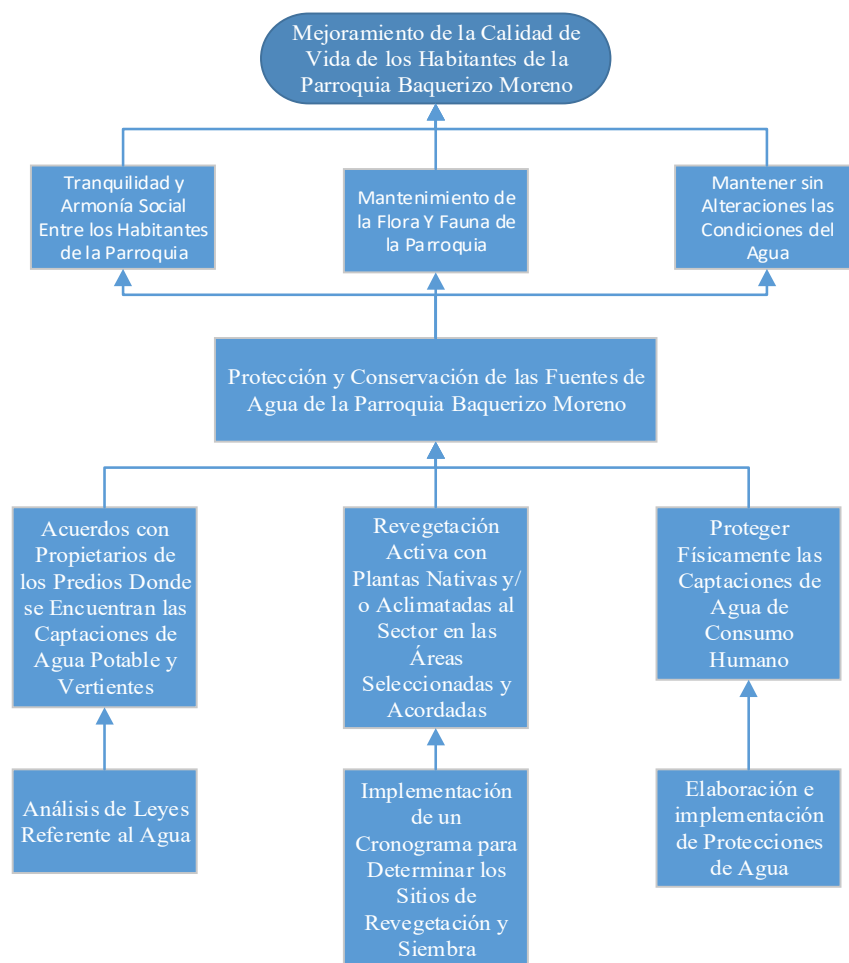 Mejoramiento de la Calidad de
Vida de los Habitantes de la
Parroquia Baquerizo Moreno
Tranquilidad y
Armonía Social
Entre los Habitantes
de la Parroquia
Mantenimiento de
la Flora Y Fauna de
la Parroquia
Mantener sin
Alteraciones las
Condiciones del
Agua
Protección y Conservación de las Fuentes de
Agua de la Parroquia Baquerizo Moreno
Acuerdos con
Propietarios de
los Predios Donde
se Encuentran las
Captaciones de
Agua Potable y
Vertientes
Revegetación
Activa con
Plantas Nativas y/
o Aclimatadas al
Sector en las
Áreas
Seleccionadas y
Acordadas
Proteger
Físicamente las
Captaciones de
Agua de
Consumo
Humano
Análisis de Leyes
Referente al Agua
Implementación
de un
Cronograma para
Determinar los
Sitios de
Revegetación y
Siembra
Elaboración e
implementación
de Protecciones
de Agua